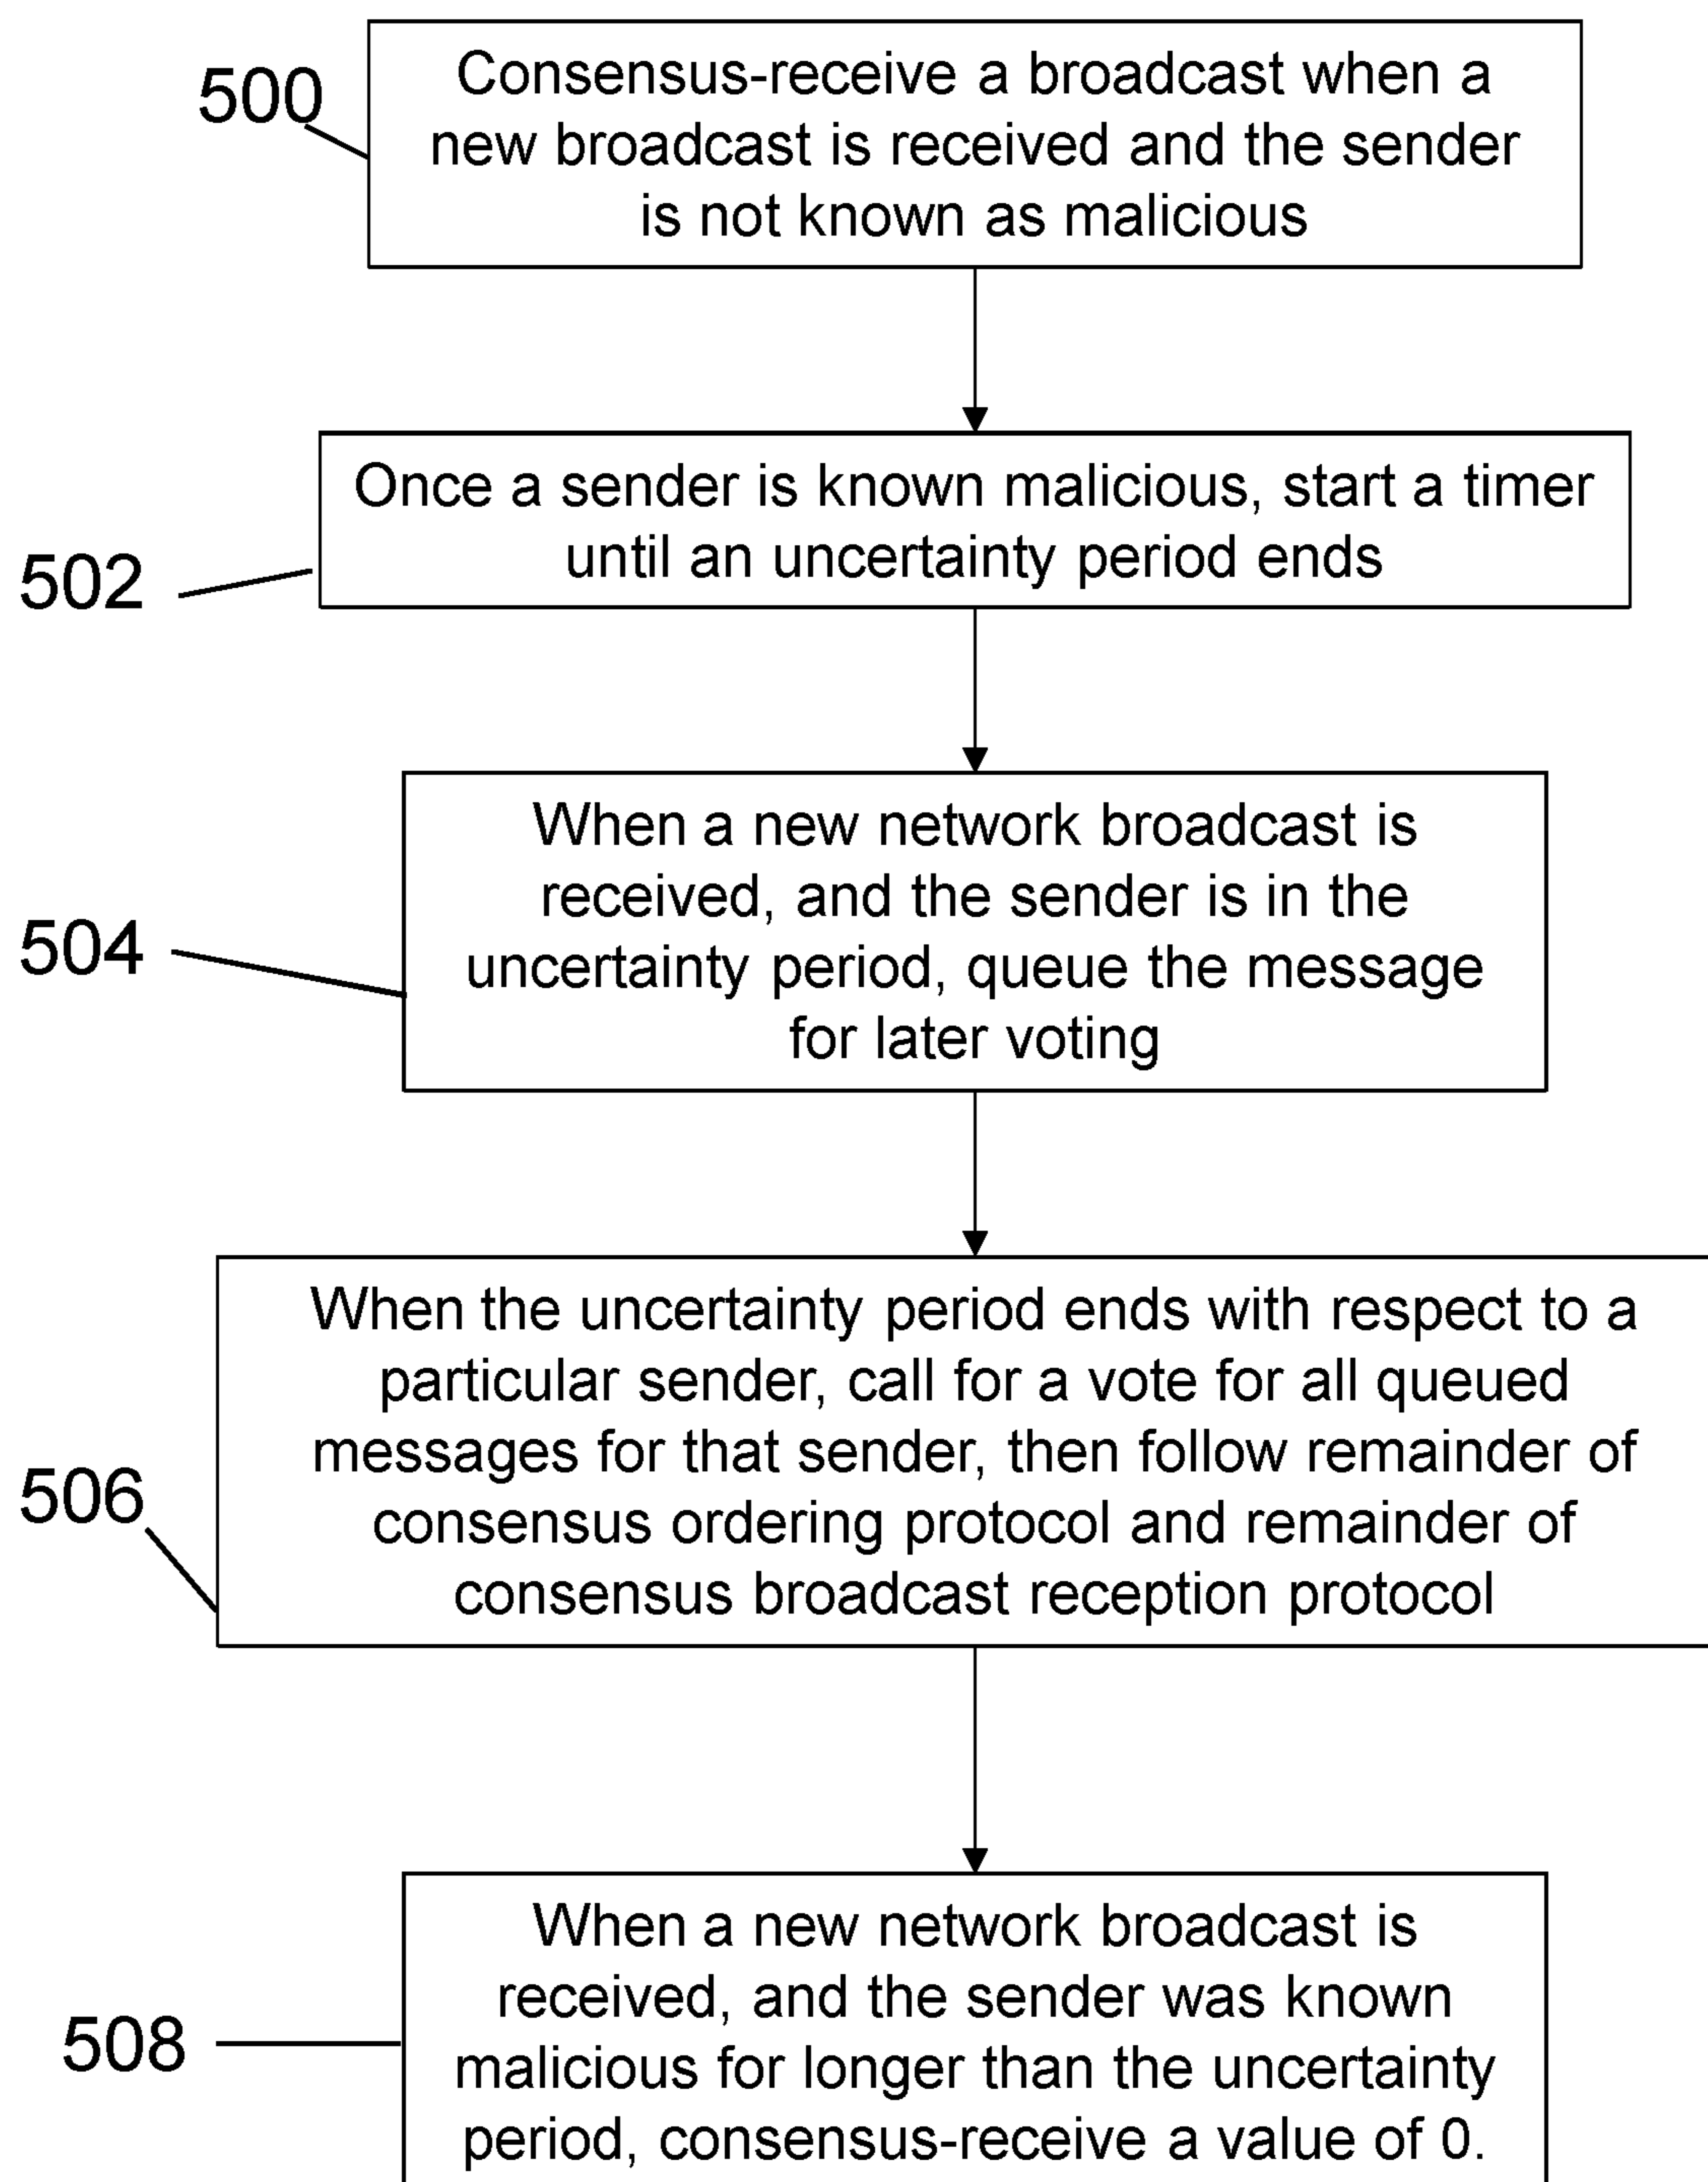 500
Consensus-receive a broadcast when a
new broadcast is received and the sender
is not known as malicious
Once a sender is known malicious, start a timer
until an uncertainty period ends
502
When a new network broadcast is
received, and the sender is in the
uncertainty period, queue the message
for later voting
504
When the uncertainty period ends with respect to a
particular sender, call for a vote for all queued
messages for that sender, then follow remainder of
consensus ordering protocol and remainder of
consensus broadcast reception protocol
506
When a new network broadcast is
received, and the sender was known
malicious for longer than the uncertainty
period, consensus-receive a value of 0.
508